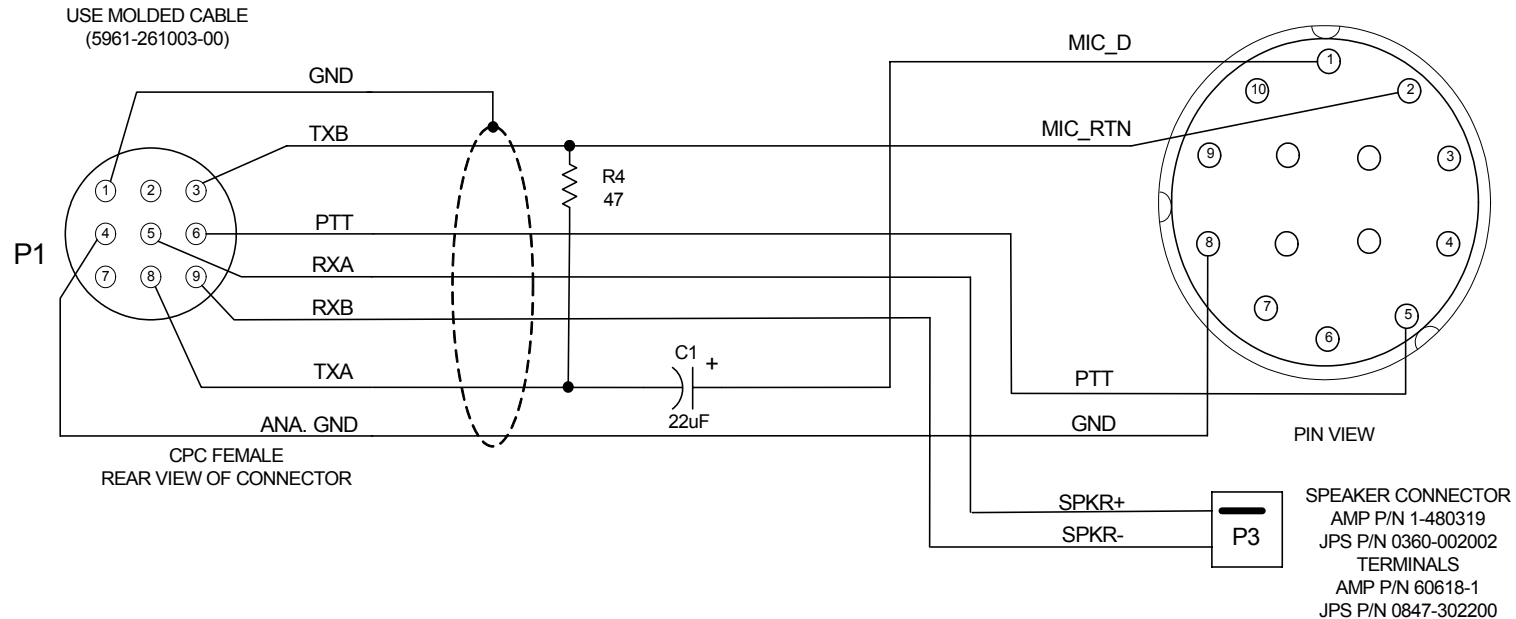 USE MOLDED CABLE
(5961-261003-00)
GND
TXB
PTT
RXA
RXB
TXA
ANA. GND
P1
1
2
3
4
5
6
7
8
9
CPC FEMALE
REAR VIEW OF CONNECTOR
R4
47
C1
+
22uF
MIC_D
MIC_RTN
PTT
GND
1
10
2
9
3
8
4
7
5
6
PIN VIEW
SPKR+
SPKR-
P3
SPEAKER CONNECTOR
AMP P/N 1-480319
JPS P/N 0360-002002
TERMINALS
AMP P/N 60618-1
JPS P/N 0847-302200